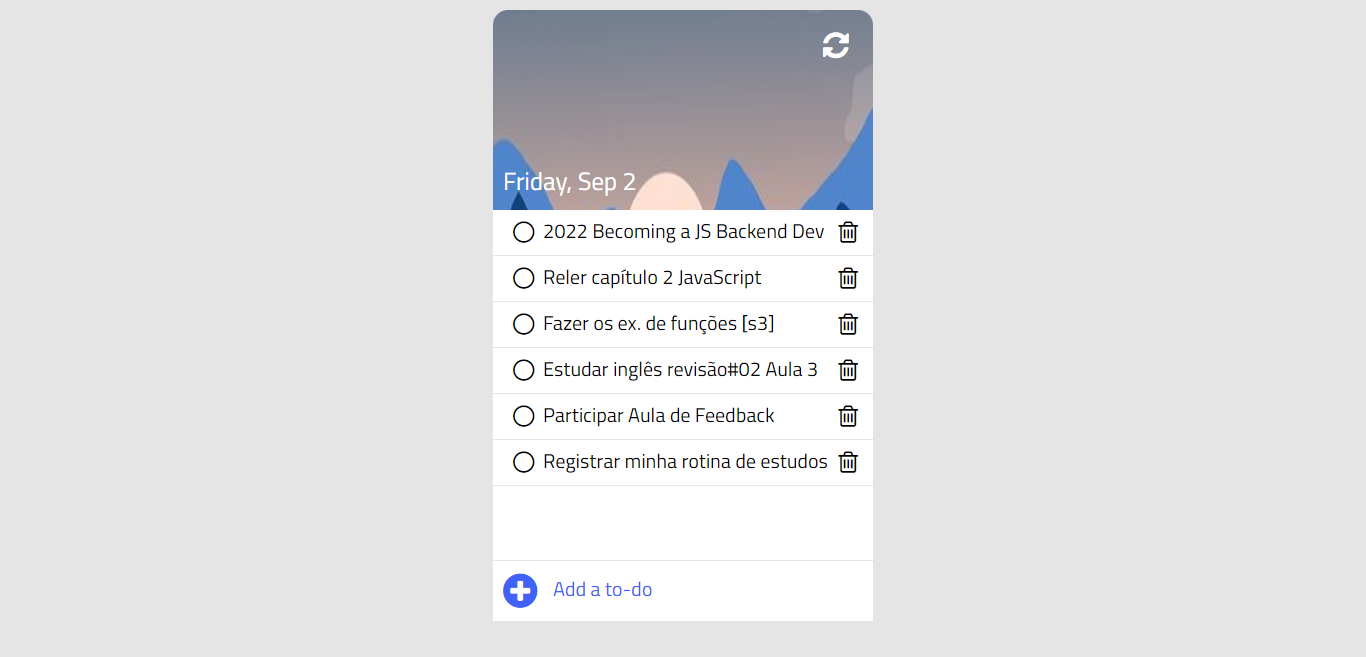 Friday, Sep 2
2022 Becoming a JS Backend Dev
Reler capítulo 2 JavaScript
Fazer os ex. de funções [s3]
Estudar inglês revisão#02 Aula 3
Participar Aula de Feedback
Registrar minha rotina de estudos
Add a to-do